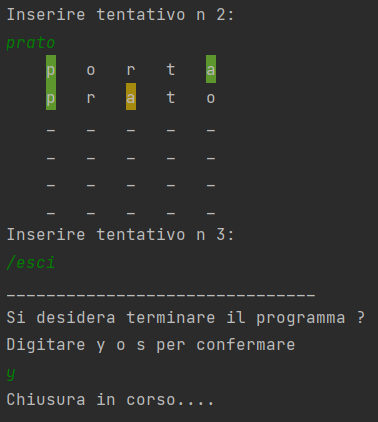 Inserire tentativo n 2:
prato
p o r t a
p r a t o
_ _ _ _ _
_ _ _ _ _
_ _ _ _ _
_ _ _ _ _
Inserire tentativo n 3:
/esci
_______________________________
Si desidera terminare il programma ?
Digitare y o s per confermare
y
Chiusura in corso....